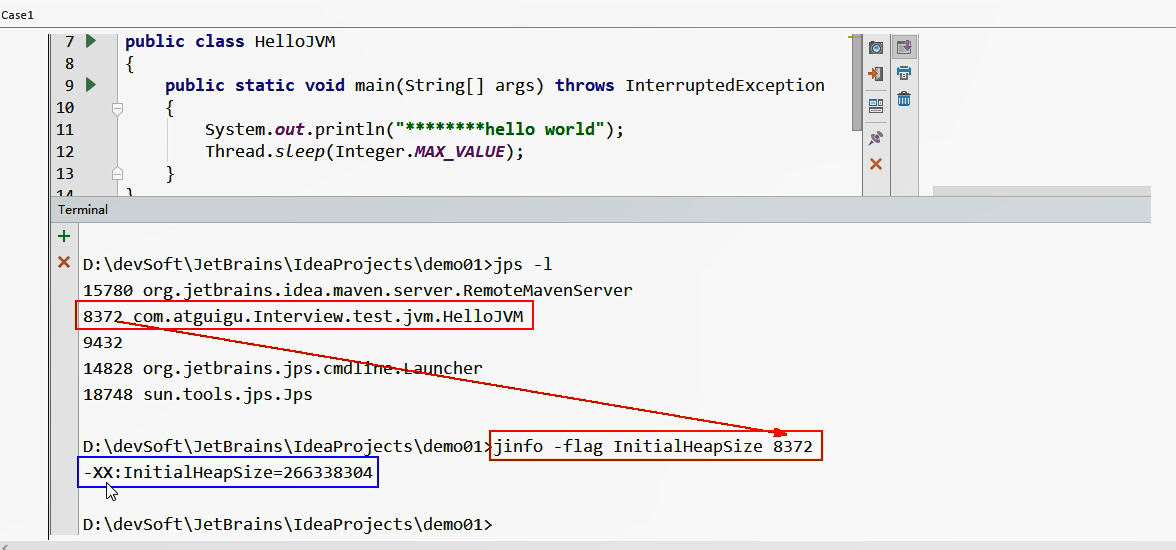 Case1
7 public class HelloJVM
8 {
9 public static void main(String[] args) throws InterruptedException
10 {
11 System.out.println("********hello world");
12 Thread.sleep(Integer.MAX_VALUE);
13 }
14 }
Terminal
D:\devSoft\JetBrains\IdeaProjects\demo01>jps -l
15780 org.jetbrains.idea.maven.server.RemoteMavenServer
8372 com.atguigu.Interview.test.jvm.HelloJVM
9432
14828 org.jetbrains.jps.cmdline.Launcher
18748 sun.tools.jps.Jps
D:\devSoft\JetBrains\IdeaProjects\demo01>jinfo -flag InitialHeapSize 8372
-XX:InitialHeapSize=266338304
D:\devSoft\JetBrains\IdeaProjects\demo01>